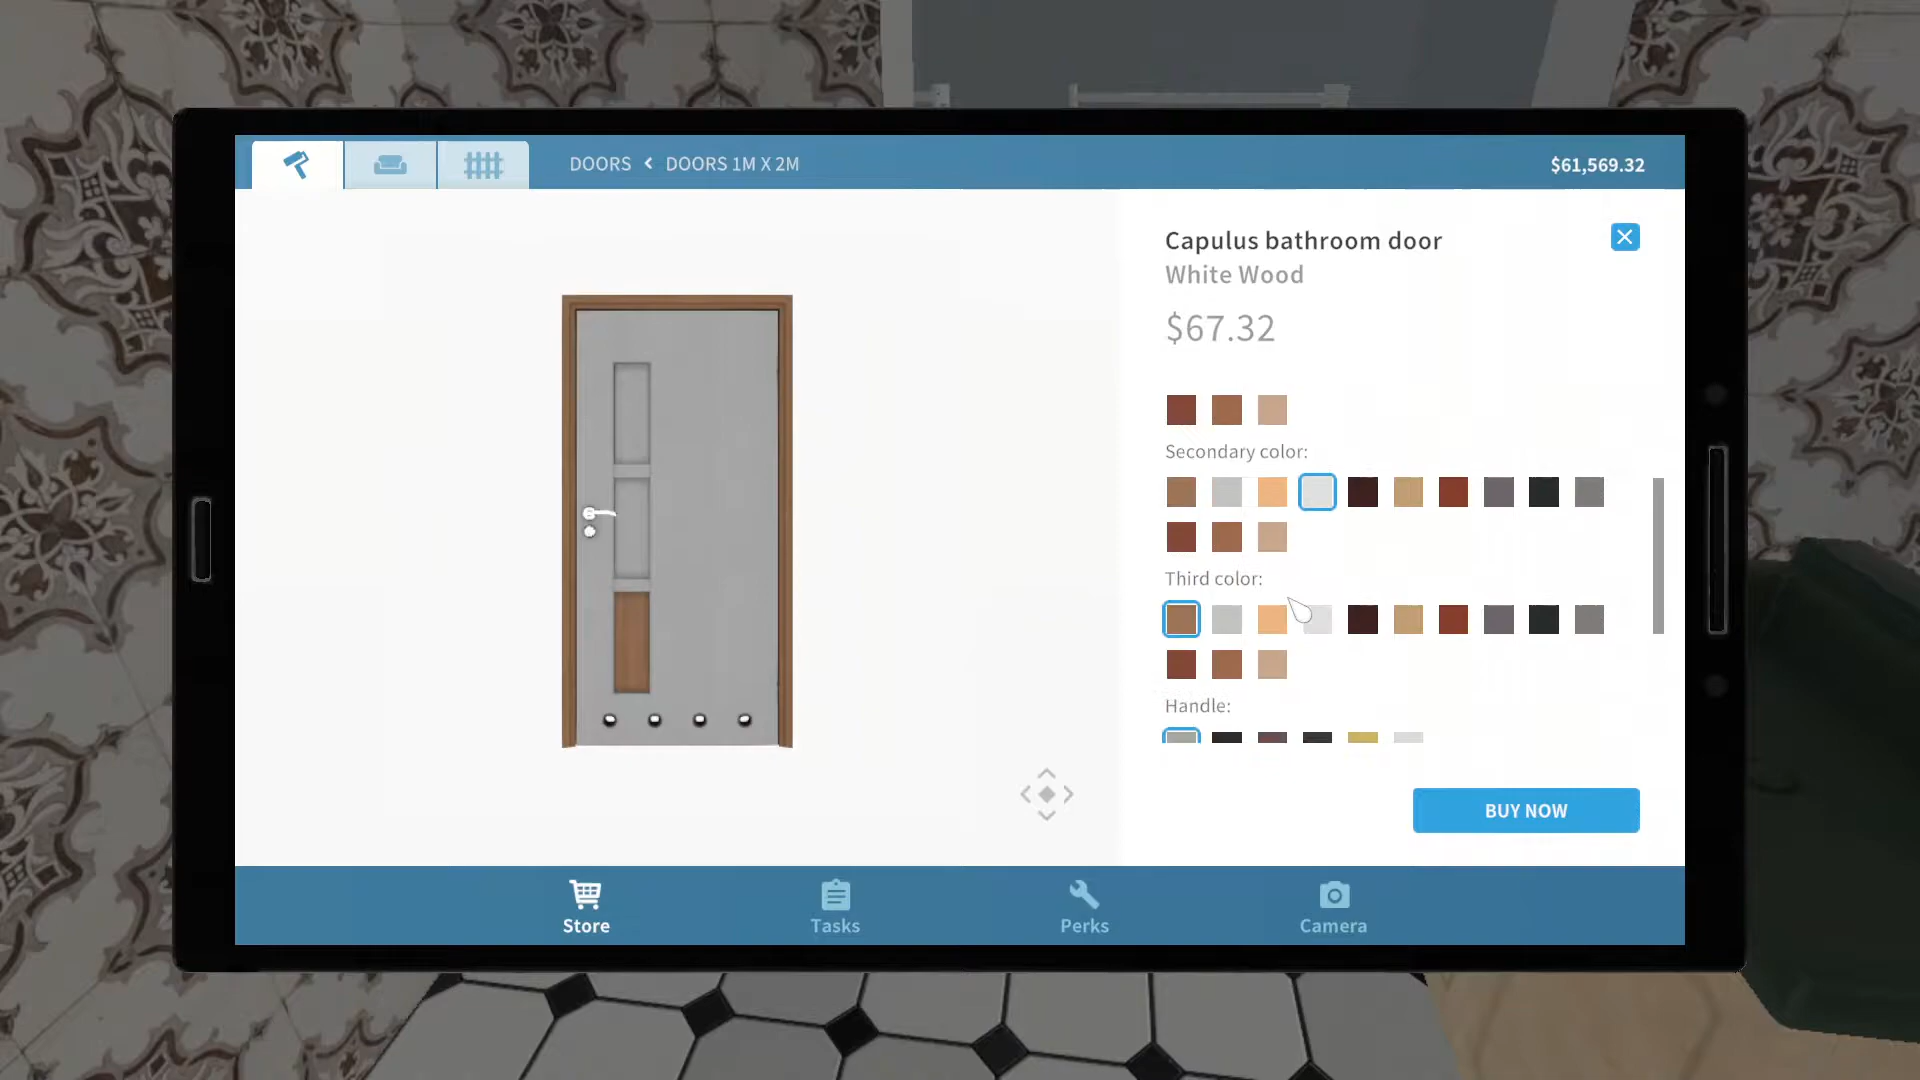 DOORS < DOORS 1M X 2M
$61,569.32
Capulus bathroom door
White Wood
$67.32
Secondary color:
Third color:
Handle:
BUY NOW
Store
Tasks
Perks
Camera